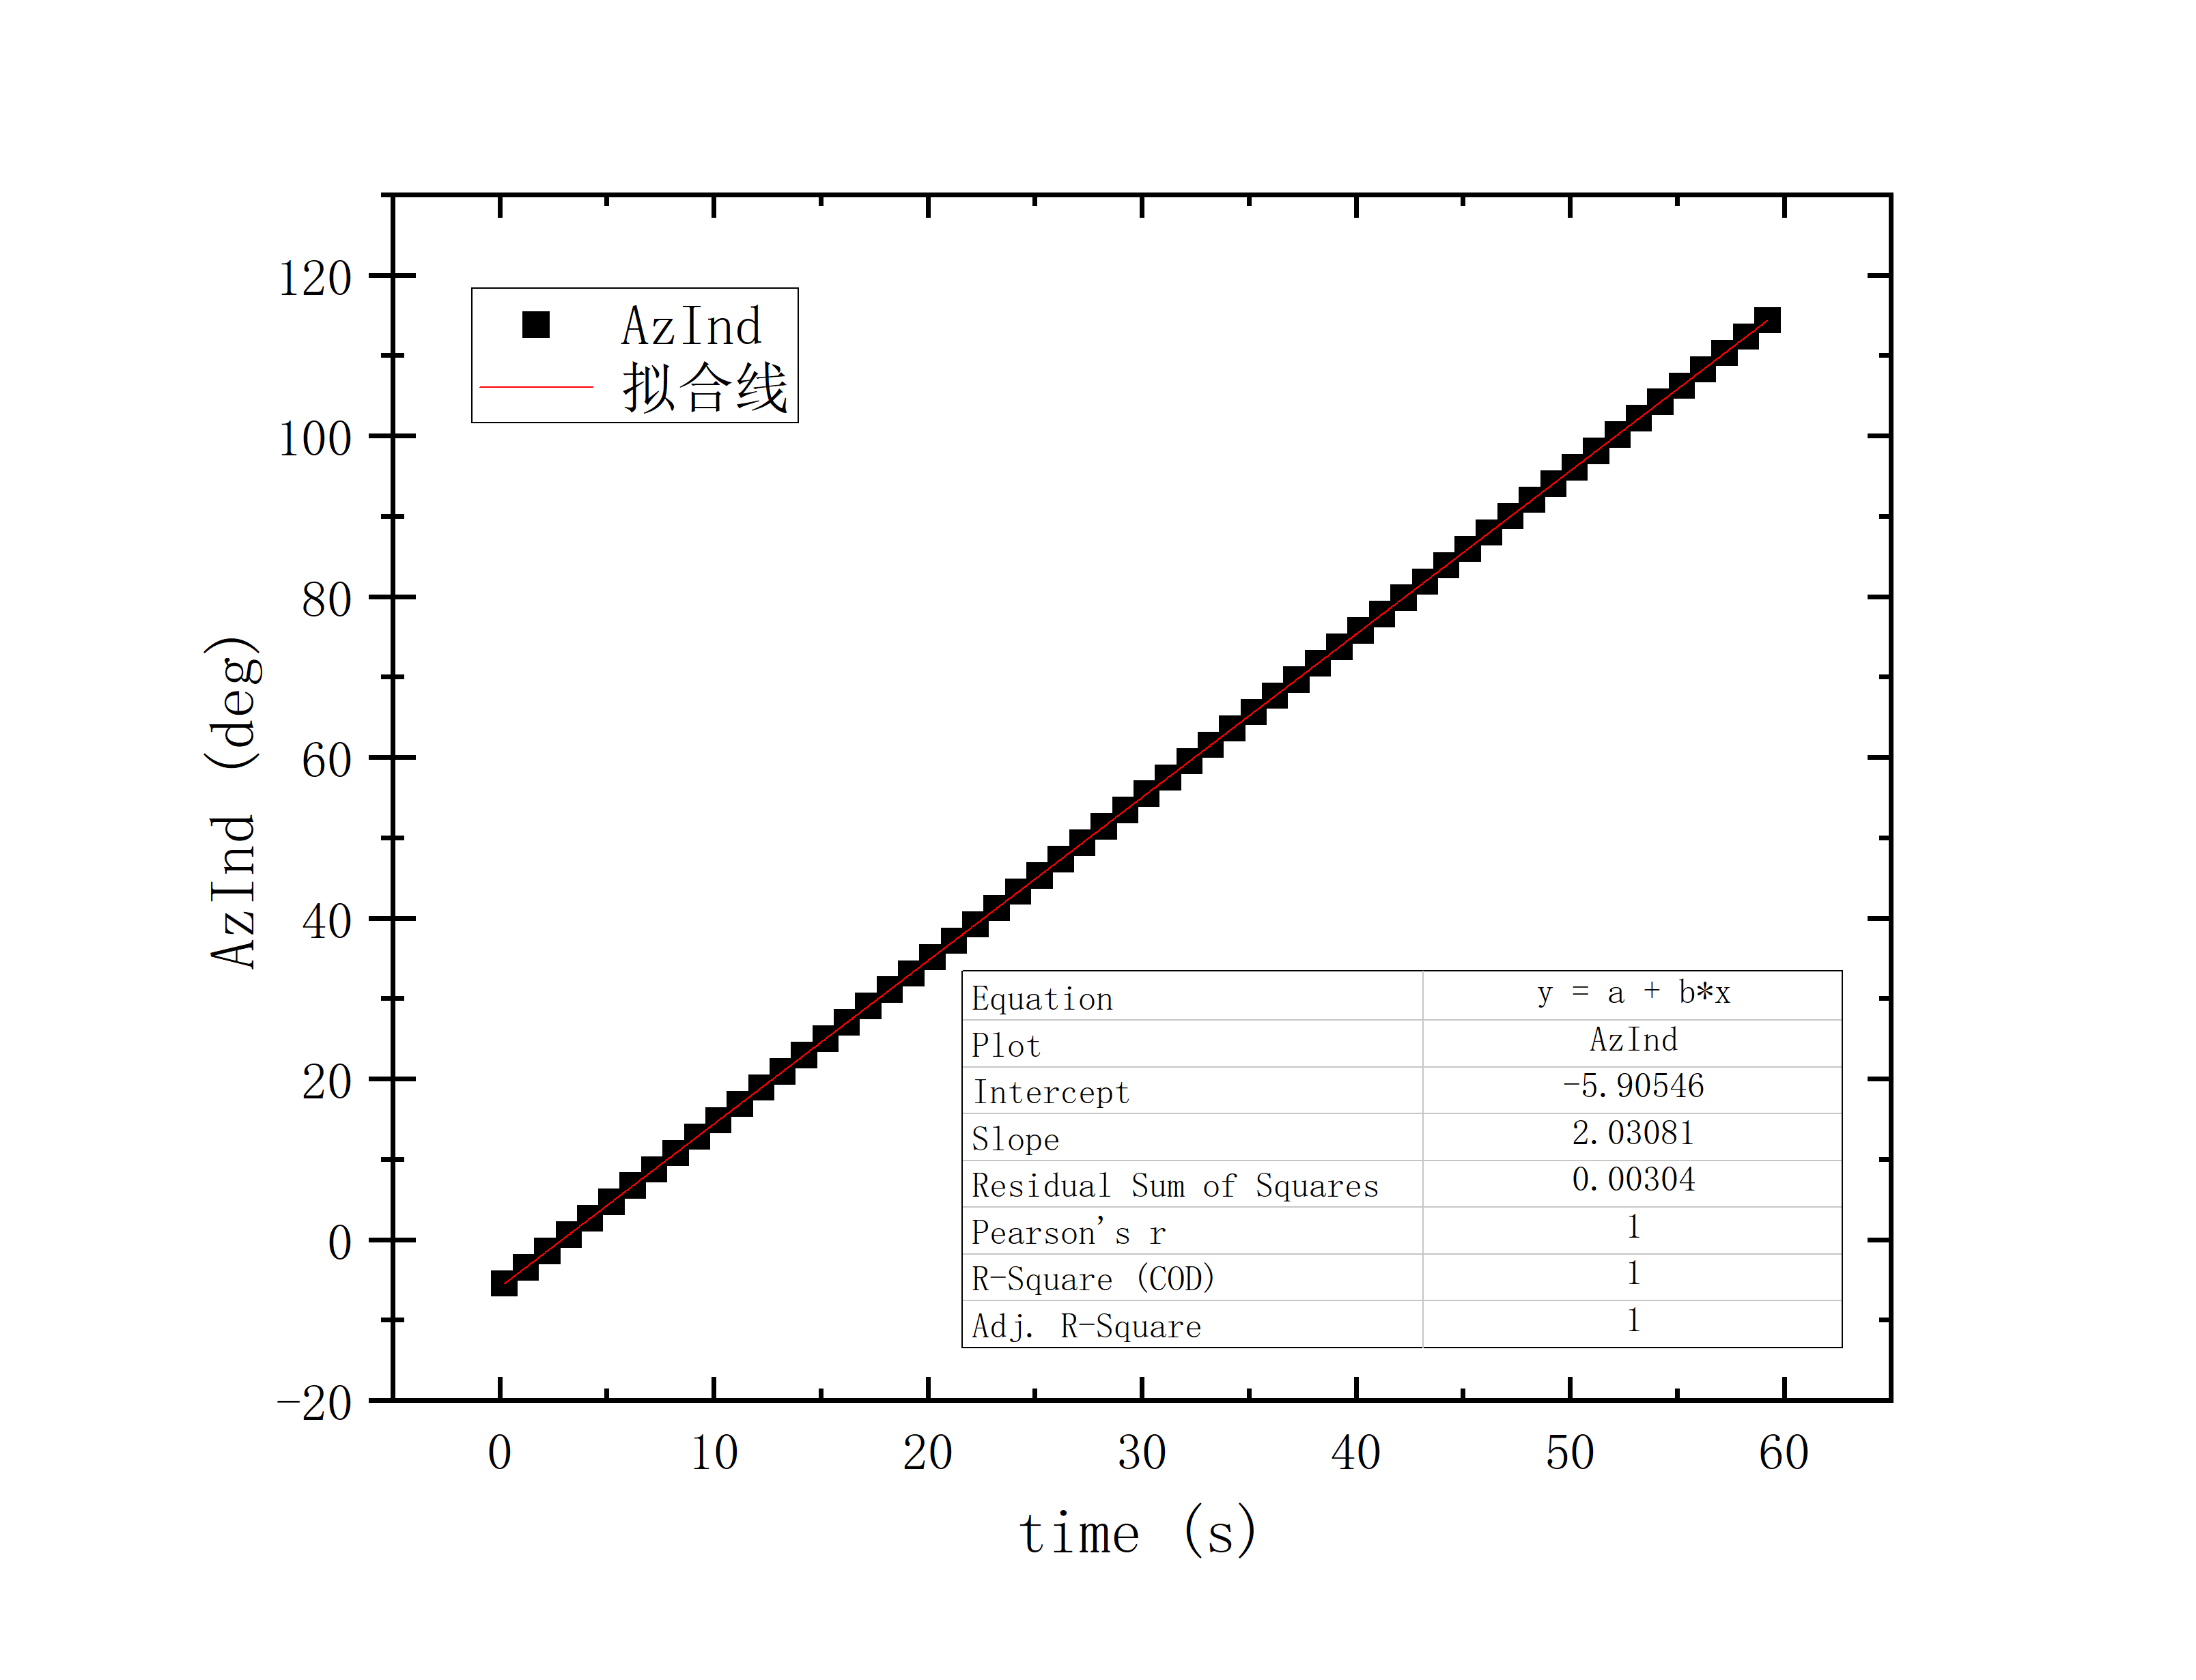 AzInd
拟合线
120
100
80
60
40
20
0
-20
AzInd (deg)
Equation y = a + b*x
Plot AzInd
Intercept -5.90546
Slope 2.03081
Residual Sum of Squares 0.00304
Pearson's r 1
R-Square (COD) 1
Adj. R-Square 1
0 10 20 30 40 50 60
time (s)